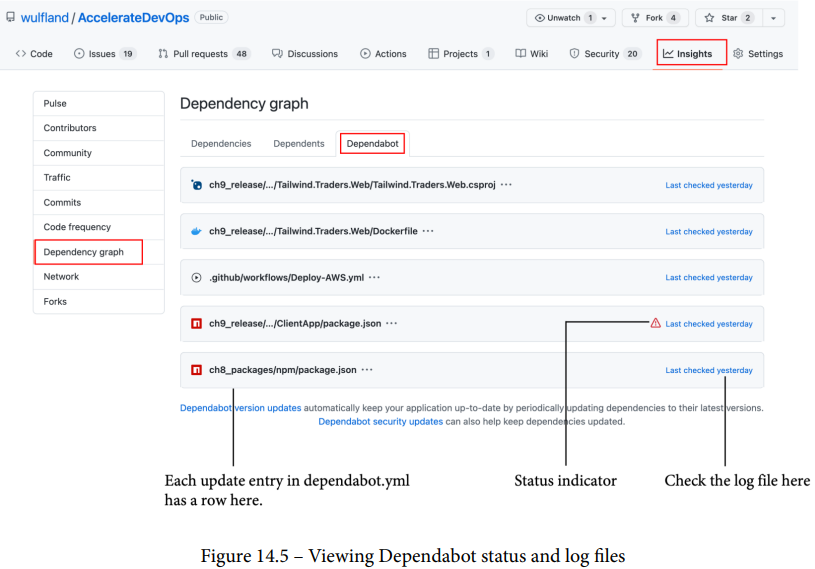 wulfland / AccelerateDevOps Public Unwatch 1 Fork 4 Star 2
Code Issues 19 Pull requests 48 Discussions Actions Projects 1 Wiki Security 20 Insights Settings
Pulse
Contributors
Community
Traffic
Commits
Code frequency
Dependency graph
Network
Forks
Dependency graph
Dependencies Dependents Dependabot
ch9_release/.../Tailwind.Traders.Web/Tailwind.Traders.Web.csproj ··· Last checked yesterday
ch9_release/.../Tailwind.Traders.Web/Dockerfile ··· Last checked yesterday
.github/workflows/Deploy-AWS.yml ··· Last checked yesterday
ch9_release/.../ClientApp/package.json ··· Last checked yesterday
ch8_packages/npm/package.json ··· Last checked yesterday
Dependabot version updates automatically keep your application up-to-date by periodically updating dependencies to their latest versions.
Dependabot security updates can also help keep dependencies updated.
Each update entry in dependabot.yml
has a row here.
Status indicator
Check the log file here
Figure 14.5 – Viewing Dependabot status and log files